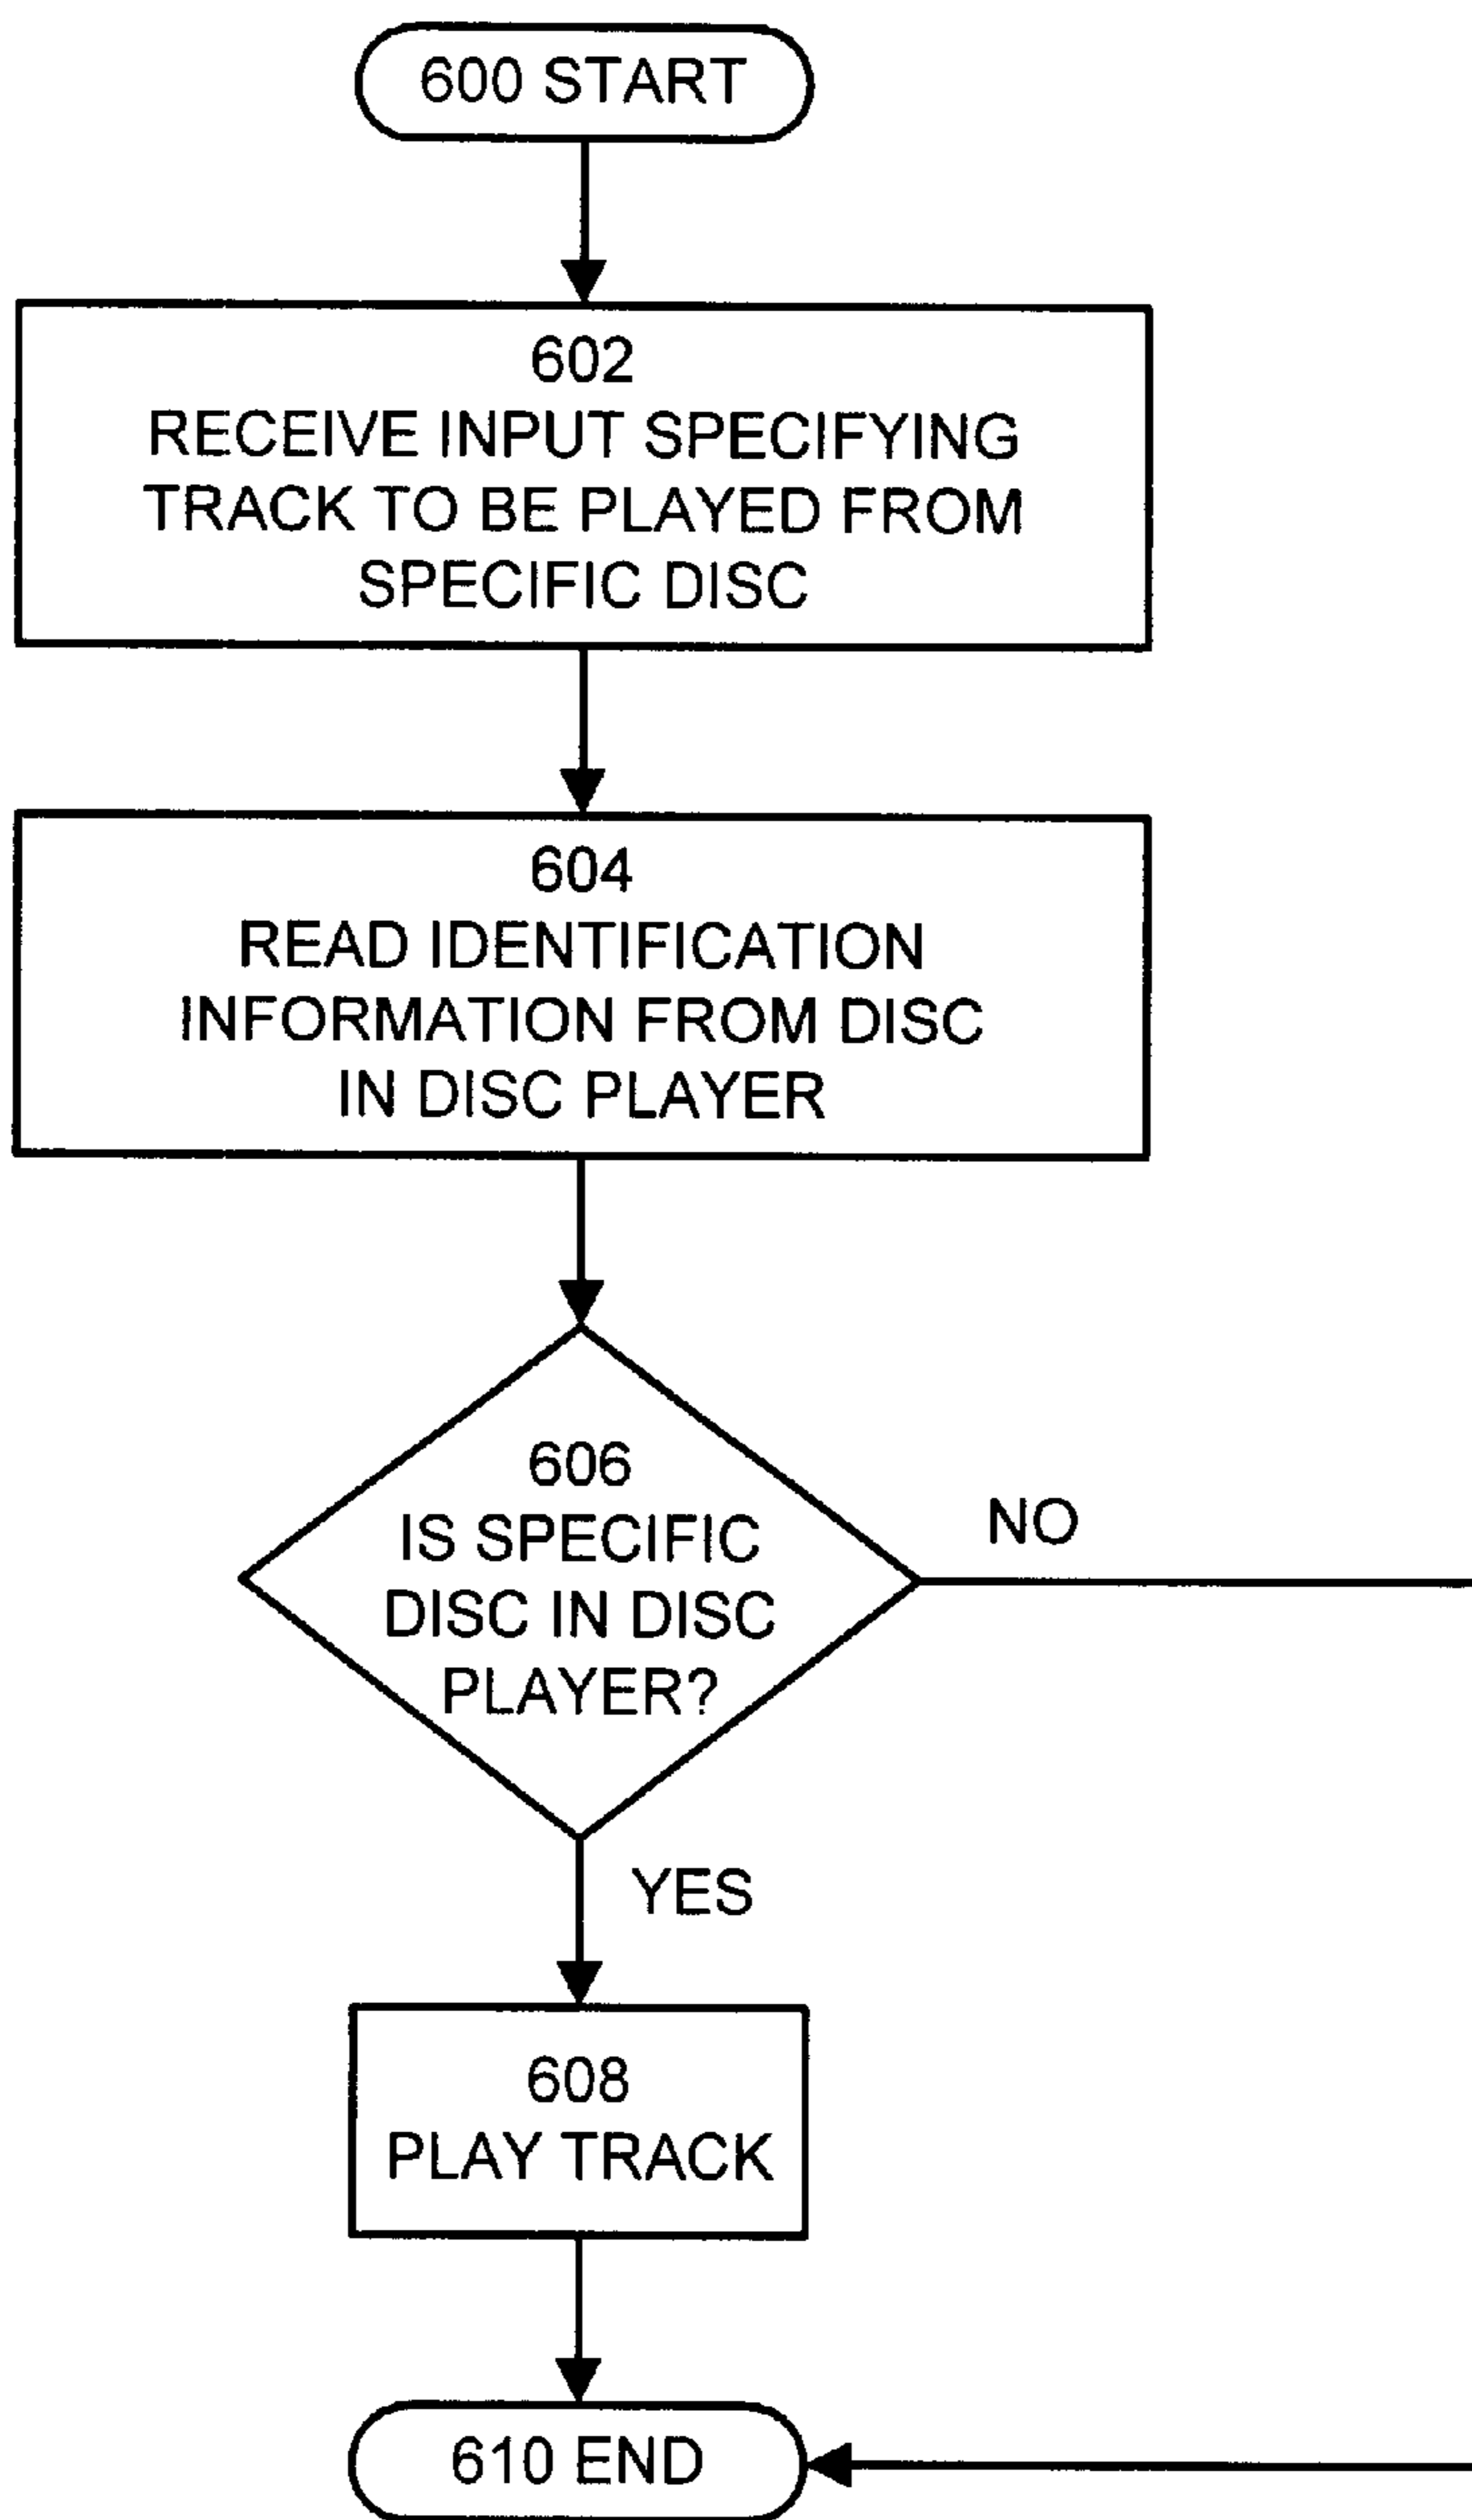 600 START
602
RECEIVE INPUT SPECIFYING
TRACK TO BE PLAYED FROM
SPECIFIC DISC
604
READ IDENTIFICATION
INFORMATION FROM DISC
IN DISC PLAYER
606
IS SPECIFIC
DISC IN DISC
PLAYER?
NO
YES
608
PLAY TRACK
610 END